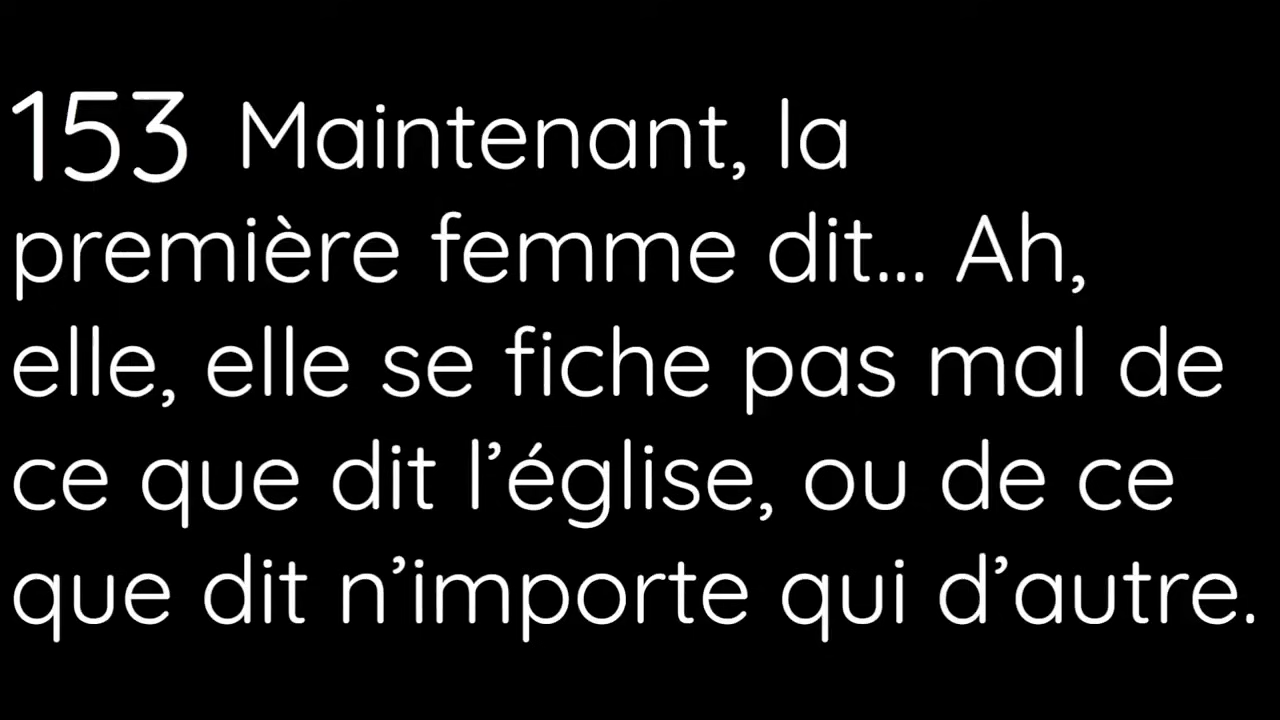 153 Maintenant, la
première femme dit... Ah,
elle, elle se fiche pas mal de
ce que dit l’église, ou de ce
que dit n’importe qui d’autre.